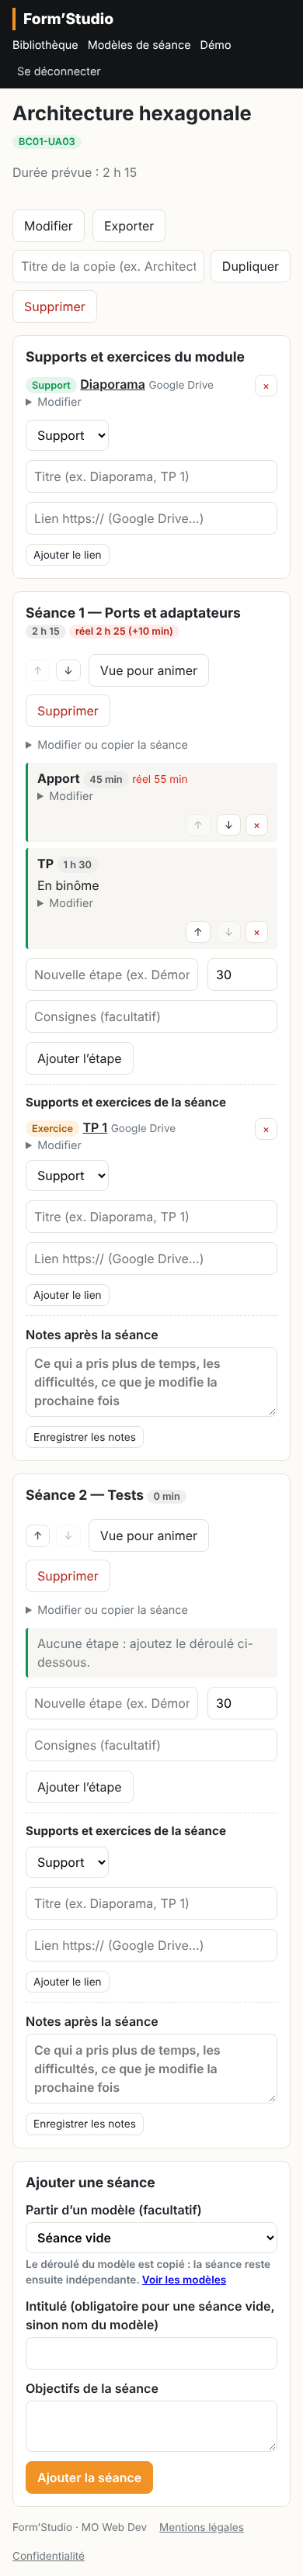 Form’Studio
Bibliothèque Modèles de séance Démo
Se déconnecter
Architecture hexagonale
BC01-UA03
Durée prévue : 2 h 15
Modifier Exporter
Titre de la copie (ex. Architect Dupliquer
Supprimer
Supports et exercices du module
Support Diaporama Google Drive ×
▶ Modifier
Support
Titre (ex. Diaporama, TP 1)
Lien https:// (Google Drive…)
Ajouter le lien
Séance 1 — Ports et adaptateurs
2 h 15 réel 2 h 25 (+10 min)
↑ ↓ Vue pour animer
Supprimer
▶ Modifier ou copier la séance
Apport 45 min réel 55 min
▶ Modifier
↑ ↓ ×
TP 1 h 30
En binôme
▶ Modifier
↑ ↓ ×
Nouvelle étape (ex. Démor 30
Consignes (facultatif)
Ajouter l’étape
Supports et exercices de la séance
Exercice TP 1 Google Drive ×
▶ Modifier
Support
Titre (ex. Diaporama, TP 1)
Lien https:// (Google Drive…)
Ajouter le lien
Notes après la séance
Ce qui a pris plus de temps, les
difficultés, ce que je modifie la
prochaine fois
Enregistrer les notes
Séance 2 — Tests 0 min
↑ ↓ Vue pour animer
Supprimer
▶ Modifier ou copier la séance
Aucune étape : ajoutez le déroulé ci-
dessous.
Nouvelle étape (ex. Démor 30
Consignes (facultatif)
Ajouter l’étape
Supports et exercices de la séance
Support
Titre (ex. Diaporama, TP 1)
Lien https:// (Google Drive…)
Ajouter le lien
Notes après la séance
Ce qui a pris plus de temps, les
difficultés, ce que je modifie la
prochaine fois
Enregistrer les notes
Ajouter une séance
Partir d’un modèle (facultatif)
Séance vide
Le déroulé du modèle est copié : la séance reste
ensuite indépendante. Voir les modèles
Intitulé (obligatoire pour une séance vide,
sinon nom du modèle)
Objectifs de la séance
Ajouter la séance
Form’Studio · MO Web Dev Mentions légales
Confidentialité